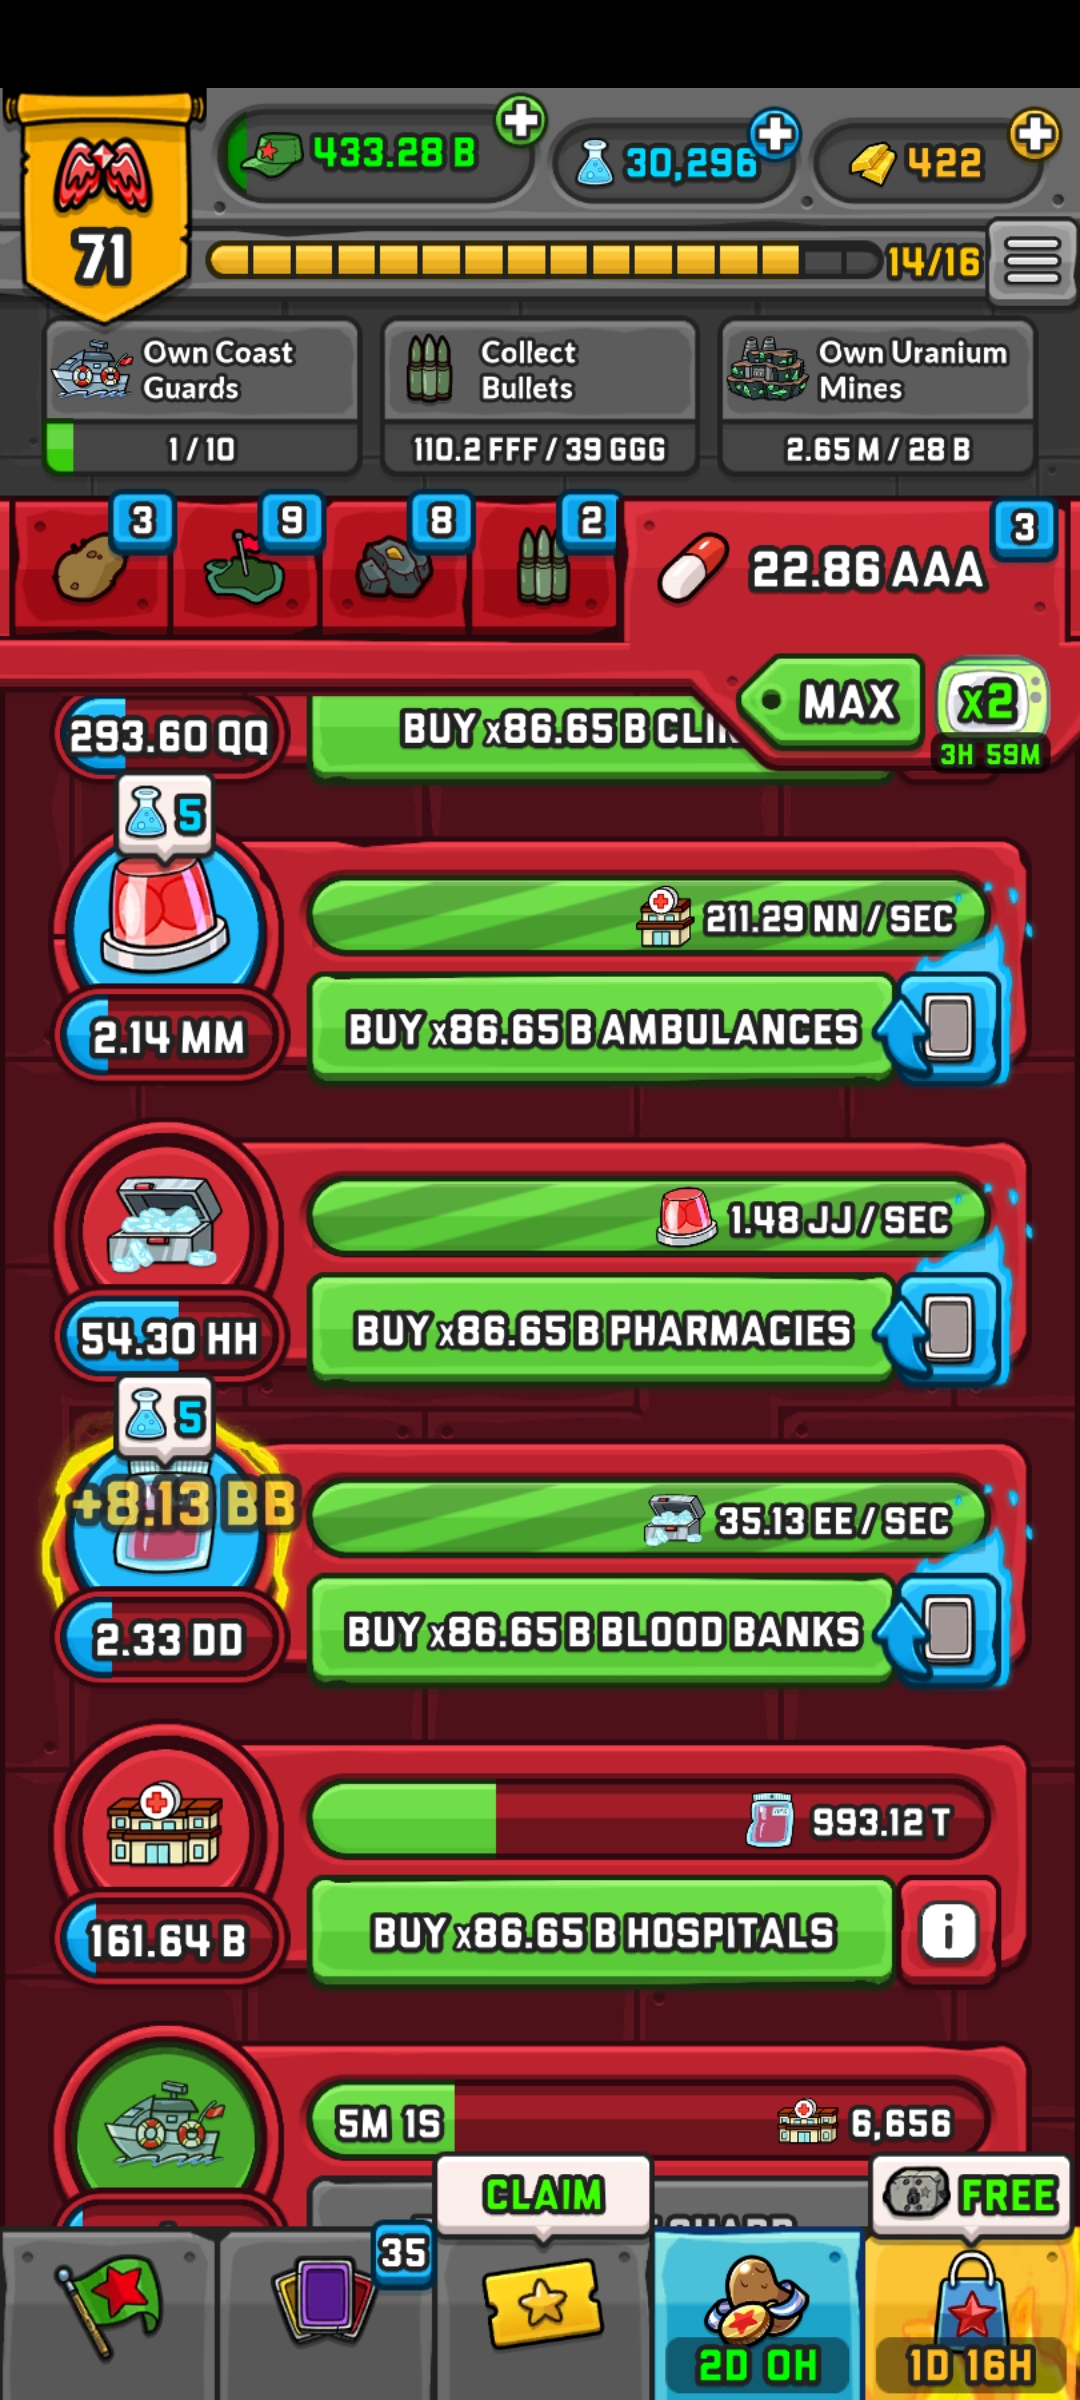 433.28 B
30,296
422
71
14/16
Own Coast Guards
Collect Bullets
Own Uranium Mines
1 / 10
110.2 FFF / 39 GGG
2.65 M / 28 B
3
9
8
2
3
22.86 AAA
MAX
x2
3H 59M
293.60 QQ
BUY x86.65 B
5
211.29 NN / SEC
2.14 MM
BUY x86.65 B AMBULANCES
1.48 JJ / SEC
54.30 HH
BUY x86.65 B PHARMACIES
5
+8.13 BB
35.13 EE / SEC
2.33 DD
BUY x86.65 B BLOOD BANKS
993.12 T
161.64 B
BUY x86.65 B HOSPITALS
i
5M 1S
6,656
CLAIM
FREE
35
2D 0H
1D 16H